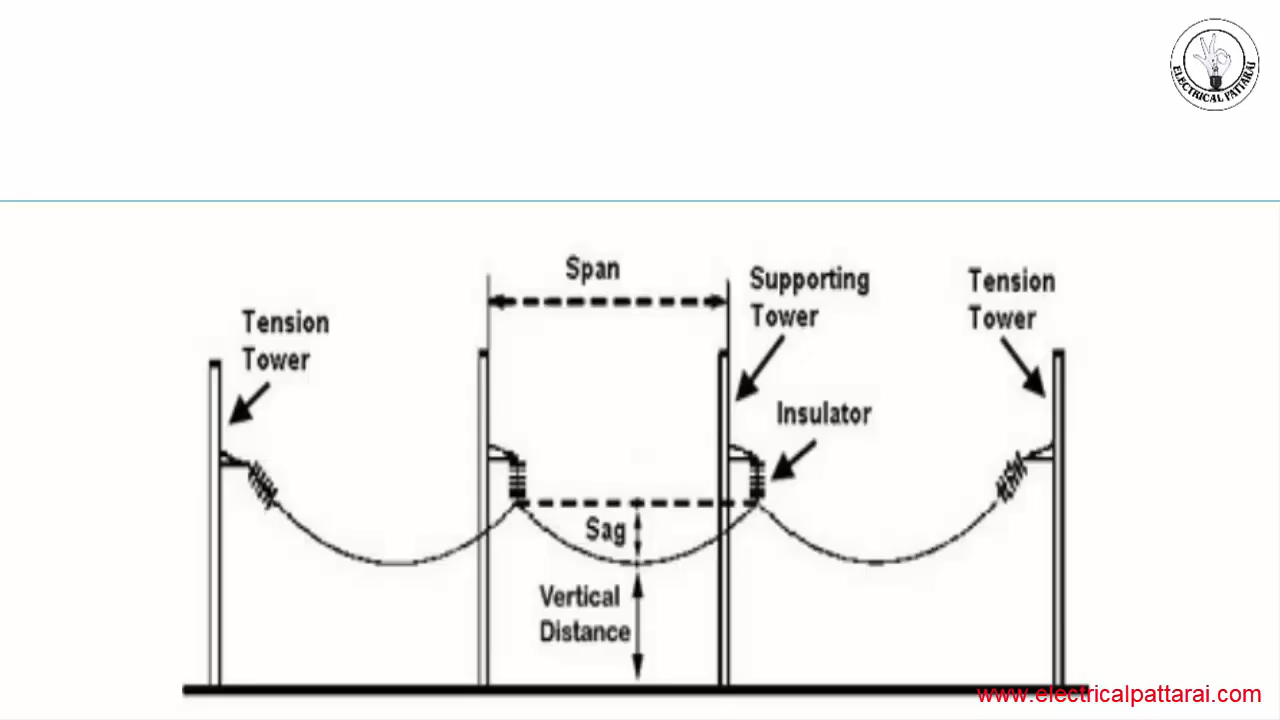 ELECTRICAL PATTARAI
Span
Supporting
Tower
Tension
Tower
Tension
Tower
Insulator
Sag
Vertical
Distance
www.electricalpattarai.com